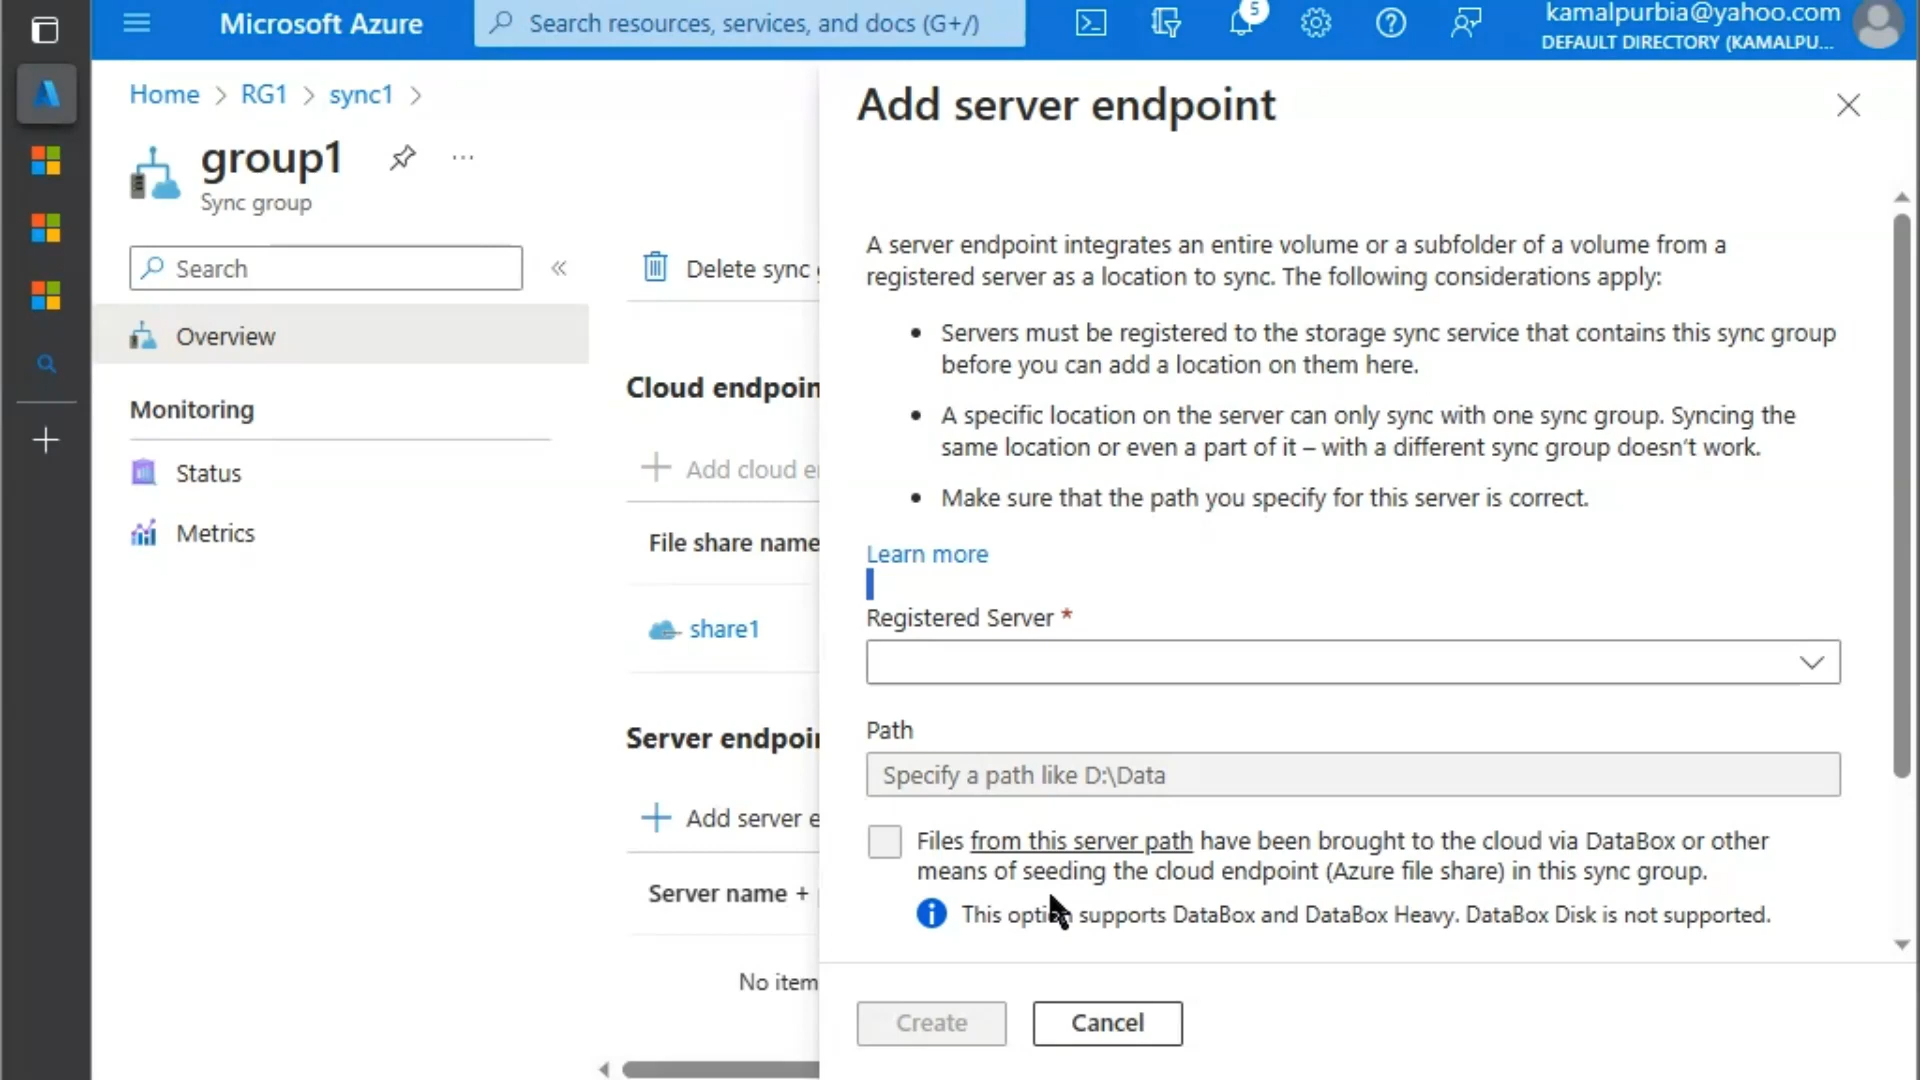 Microsoft Azure
Search resources, services, and docs (G+/)
5
kamalpurbia@yahoo.com
DEFAULT DIRECTORY (KAMALPU...
Home > RG1 > sync1 >
group1
Sync group
Search
Overview
Monitoring
Status
Metrics
Delete sync
Cloud endpoin
Add cloud e
File share name
share1
Server endpoi
Add server e
Server name +
No item
Add server endpoint
A server endpoint integrates an entire volume or a subfolder of a volume from a
registered server as a location to sync. The following considerations apply:
• Servers must be registered to the storage sync service that contains this sync group
before you can add a location on them here.
• A specific location on the server can only sync with one sync group. Syncing the
same location or even a part of it – with a different sync group doesn't work.
• Make sure that the path you specify for this server is correct.
Learn more
Registered Server *
Path
Specify a path like D:\Data
Files from this server path have been brought to the cloud via DataBox or other
means of seeding the cloud endpoint (Azure file share) in this sync group.
This option supports DataBox and DataBox Heavy. DataBox Disk is not supported.
Create
Cancel